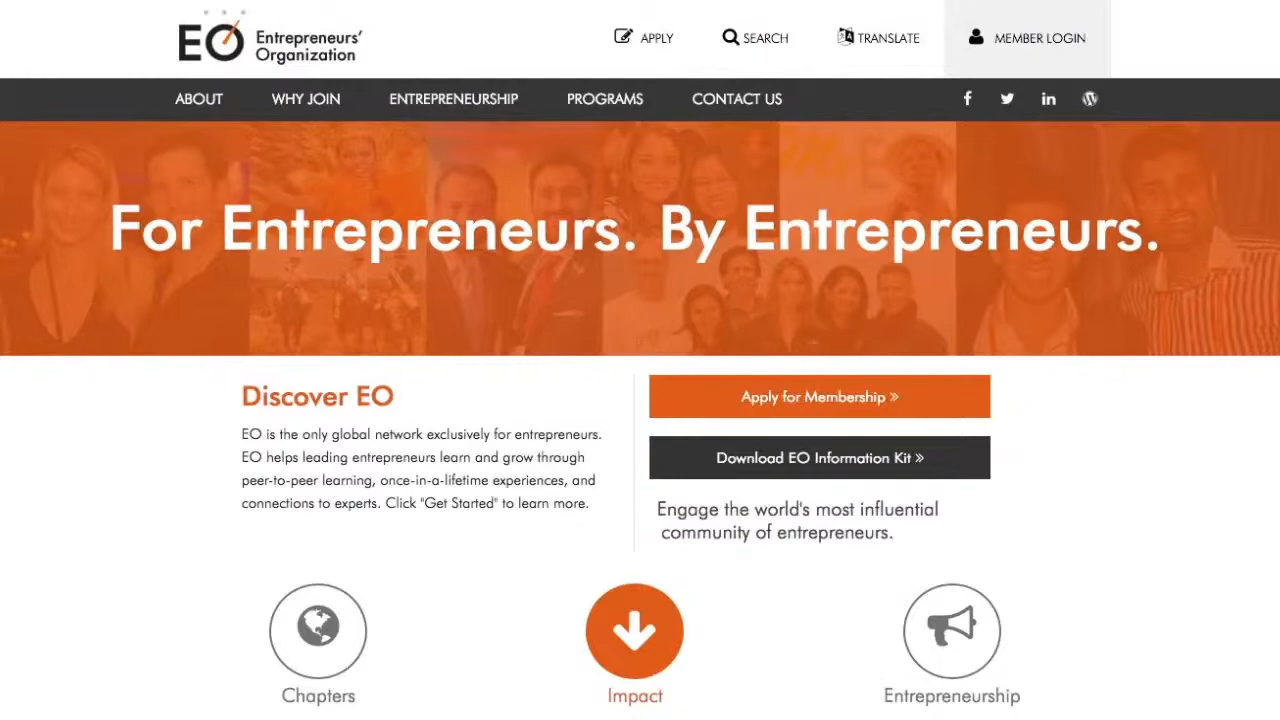 EO Entrepreneurs'
Organization
APPLY
SEARCH
TRANSLATE
MEMBER LOGIN
ABOUT
WHY JOIN
ENTREPRENEURSHIP
PROGRAMS
CONTACT US
For Entrepreneurs. By Entrepreneurs.
Discover EO
EO is the only global network exclusively for entrepreneurs.
EO helps leading entrepreneurs learn and grow through
peer-to-peer learning, once-in-a-lifetime experiences, and
connections to experts. Click "Get Started" to learn more.
Apply for Membership »
Download EO Information Kit »
Engage the world's most influential
community of entrepreneurs.
Chapters
Impact
Entrepreneurship